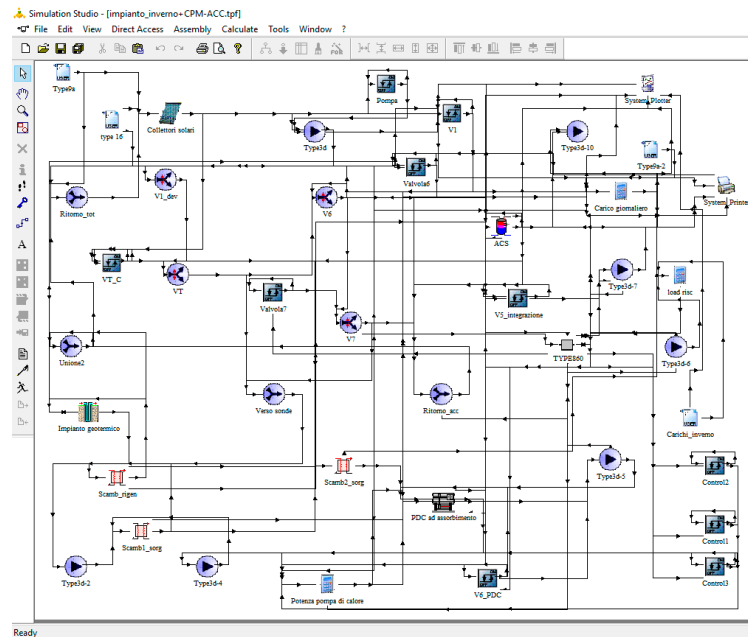 Simulation Studio - [impianto_inverno+CPM-ACC.tpf]
File Edit View Direct Access Assembly Calculate Tools Window ?
Type9a
type 16
Collettori solari
Pompa
Type3d
V1
System_Plotter
Type3d-10
Type9a-2
Valvola6
Ritorno_tot
V1_dev
V6
Carico giornaliero
System_Printer
ACS
VT_C
VT
Valvola7
V5_integrazione
Type3d-7
load risc
V7
TYPE860
Type3d-6
Unione2
Verso sonde
Ritorno_acc
Impianto geotermico
Carichi_inverno
Scamb_rigen
Scamb2_sorg
Type3d-5
Control2
PDC ad assorbimento
Scamb1_sorg
Control1
Type3d-2
Type3d-4
Potenza pompa di calore
V6_PDC
Control3
Ready